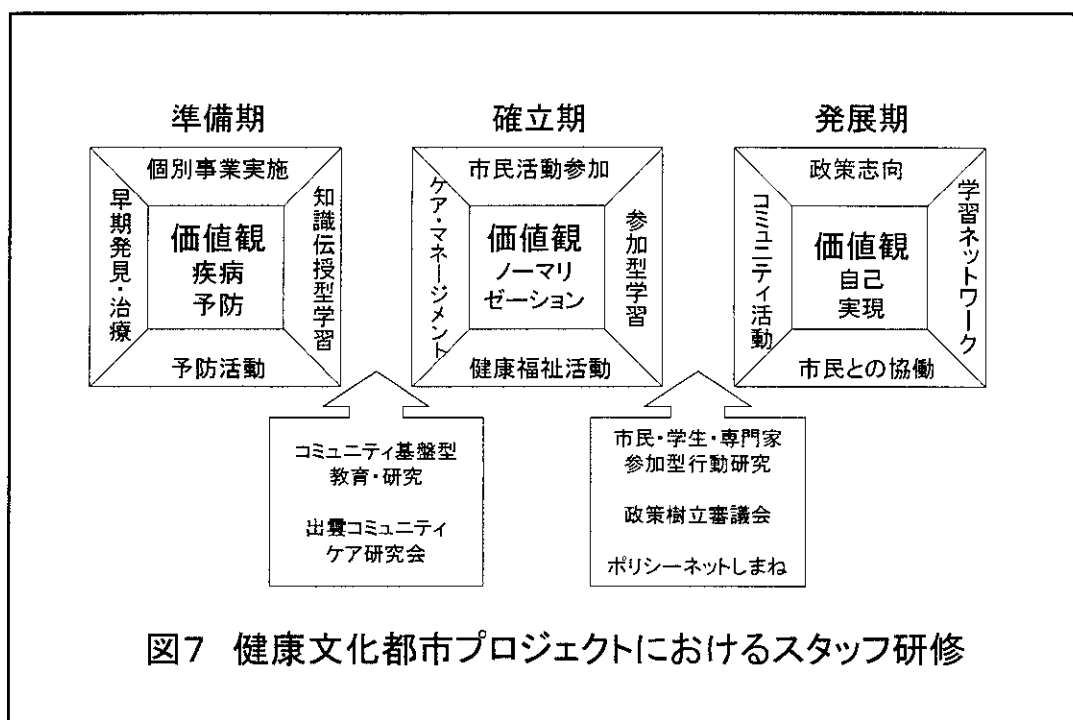 準備期
個別事業実施
早期発見・治療
価値観
疾病
予防
知識伝授型学習
予防活動
確立期
市民活動参加
ケア・マネージメント
価値観
ノーマリ
ゼーション
参加型学習
健康福祉活動
発展期
政策志向
コミュニティ活動
価値観
自己
実現
学習ネットワーク
市民との協働
コミュニティ基盤型
教育・研究
出雲コミュニティ
ケア研究会
市民・学生・専門家
参加型行動研究
政策樹立審議会
ポリシーネットしまね
図7 健康文化都市プロジェクトにおけるスタッフ研修